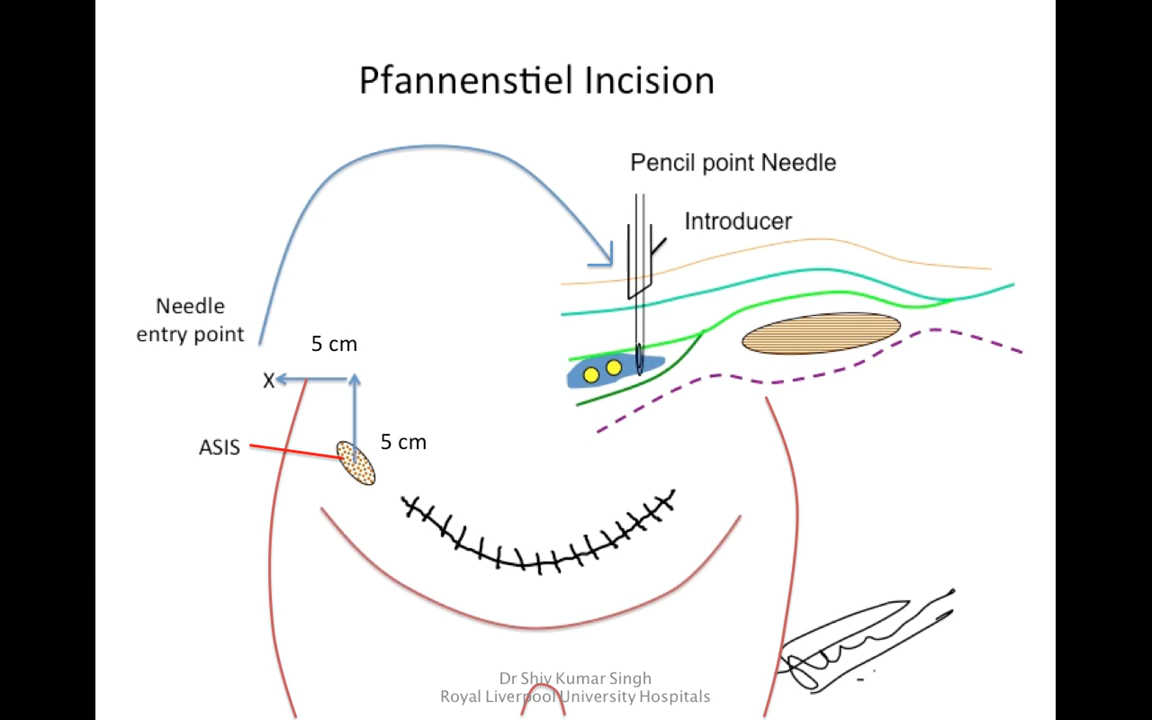 Pfannenstiel Incision
Pencil point Needle
Introducer
Needle
entry point
5 cm
X
ASIS
5 cm
Dr Shiv Kumar Singh
Royal Liverpool University Hospitals